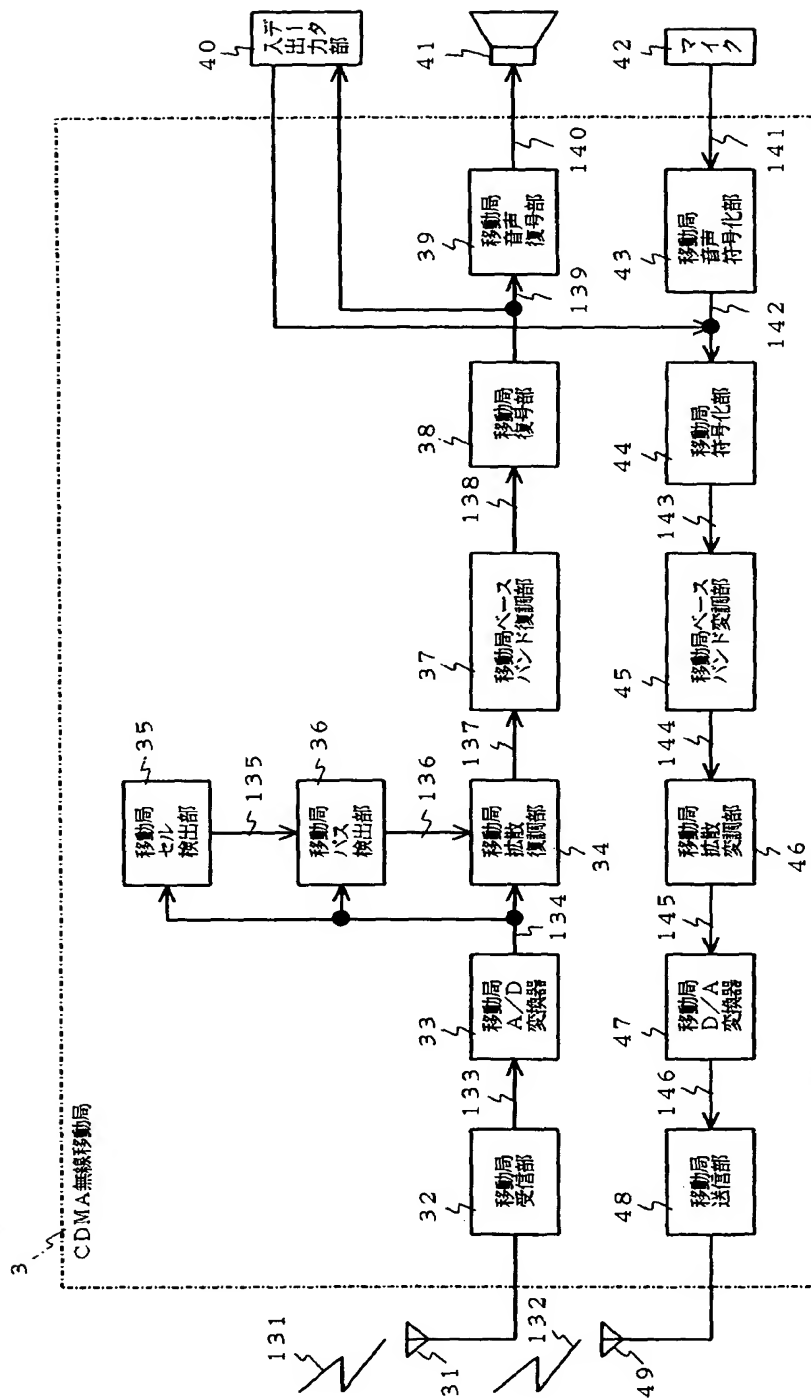 3
CDMA無線移動局
40
データ
入出力部
41
42
マイク
35
移動局
セル
検出部
135
36
移動局
パス
検出部
136
140
141
39
移動局
音声
復号部
139
43
移動局
音声
符号化部
142
38
移動局
復号部
138
44
移動局
符号化部
143
37
移動局ベース
バンド復調部
137
45
移動局ベース
バンド変調部
144
移動局
拡散
復調部
34
134
移動局
拡散
変調部
46
145
33
移動局
A/D
変換器
133
47
移動局
D/A
変換器
146
32
移動局
受信部
48
移動局
送信部
131
31
132
49